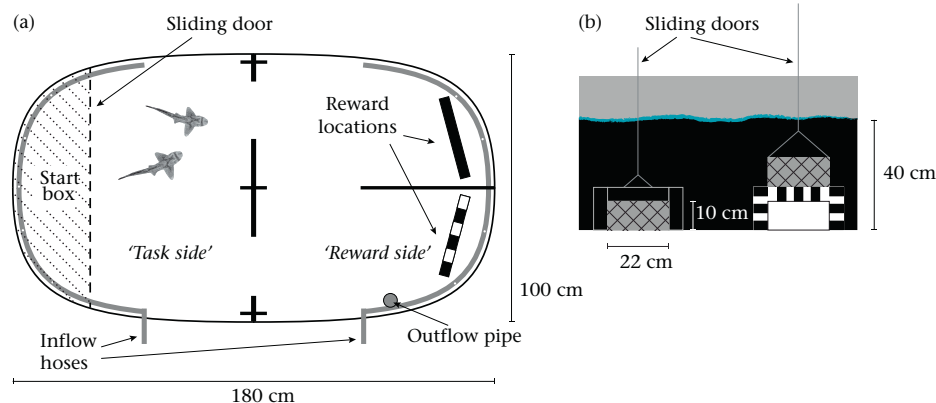 (a)
Sliding door
Reward
locations
Start
box
‘Task side’
‘Reward side’
100 cm
Inflow
hoses
Outflow pipe
180 cm
(b)
Sliding doors
40 cm
10 cm
22 cm